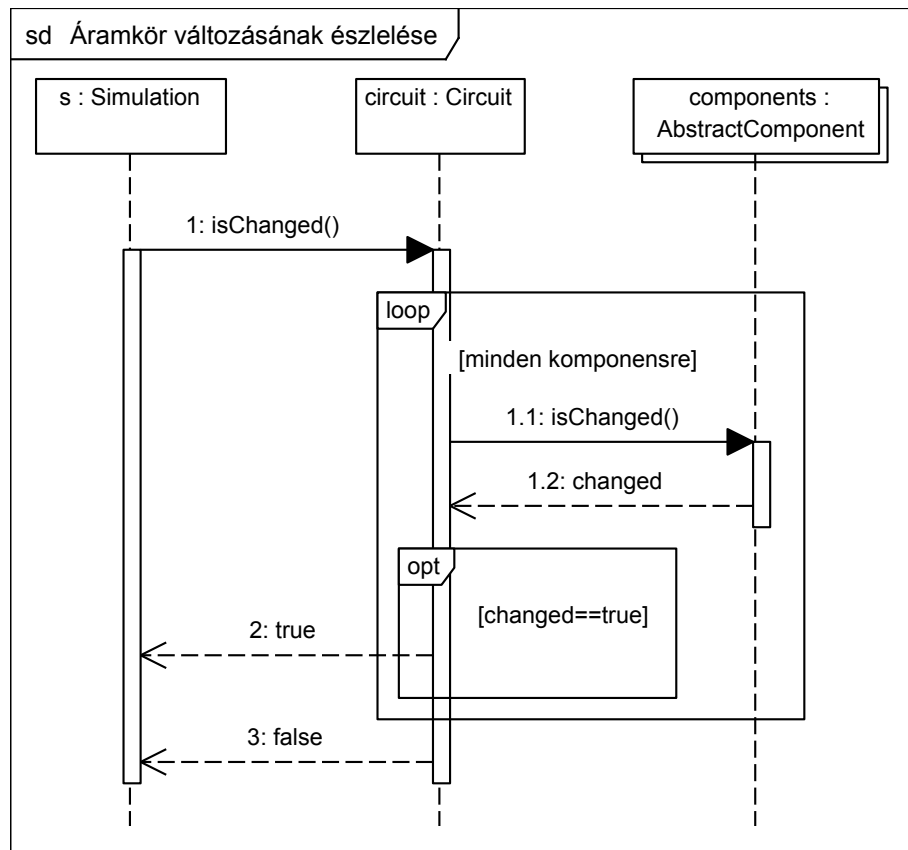 sd Áramkör változásának észlelése
s : Simulation
circuit : Circuit
components :
AbstractComponent
1: isChanged()
loop
[minden komponensre]
1.1: isChanged()
1.2: changed
opt
[changed==true]
2: true
3: false